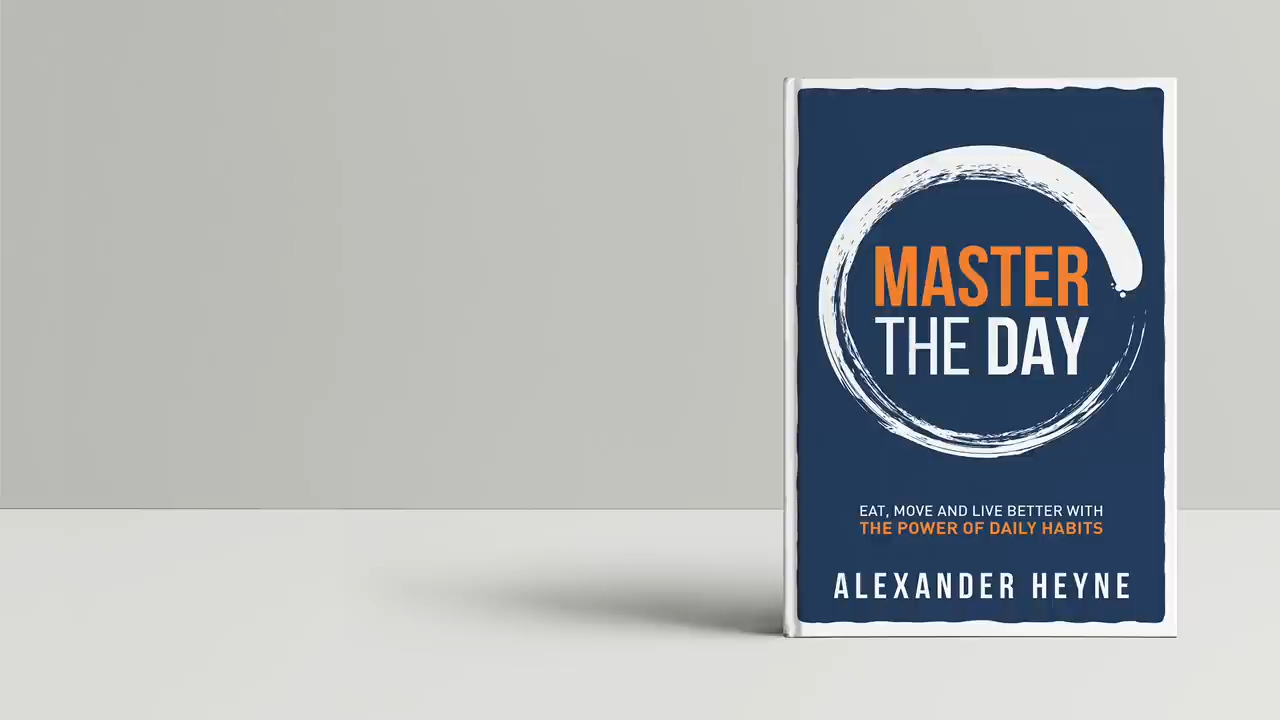 MASTER
THE DAY
EAT, MOVE AND LIVE BETTER WITH
THE POWER OF DAILY HABITS
ALEXANDER HEYNE